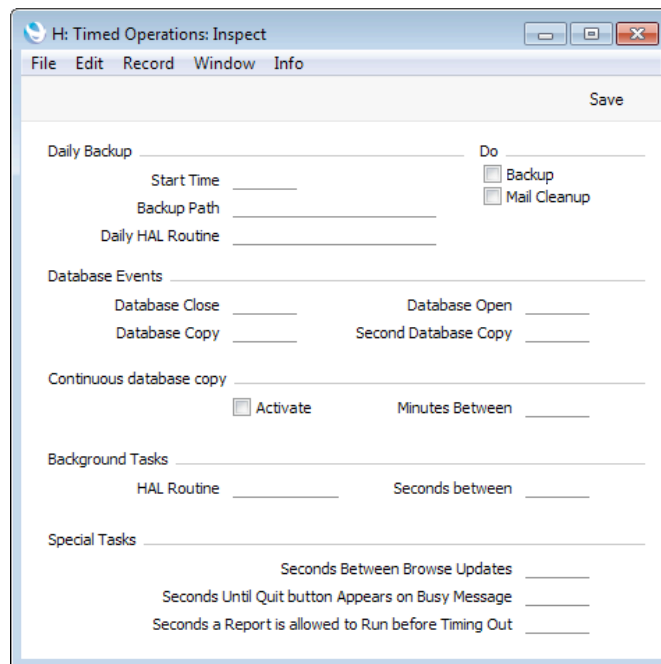 H: Timed Operations: Inspect
File Edit Record Window Info
Save
Daily Backup Do
Start Time Backup
Backup Path Mail Cleanup
Daily HAL Routine
Database Events
Database Close Database Open
Database Copy Second Database Copy
Continuous database copy
Activate Minutes Between
Background Tasks
HAL Routine Seconds between
Special Tasks
Seconds Between Browse Updates
Seconds Until Quit button Appears on Busy Message
Seconds a Report is allowed to Run before Timing Out